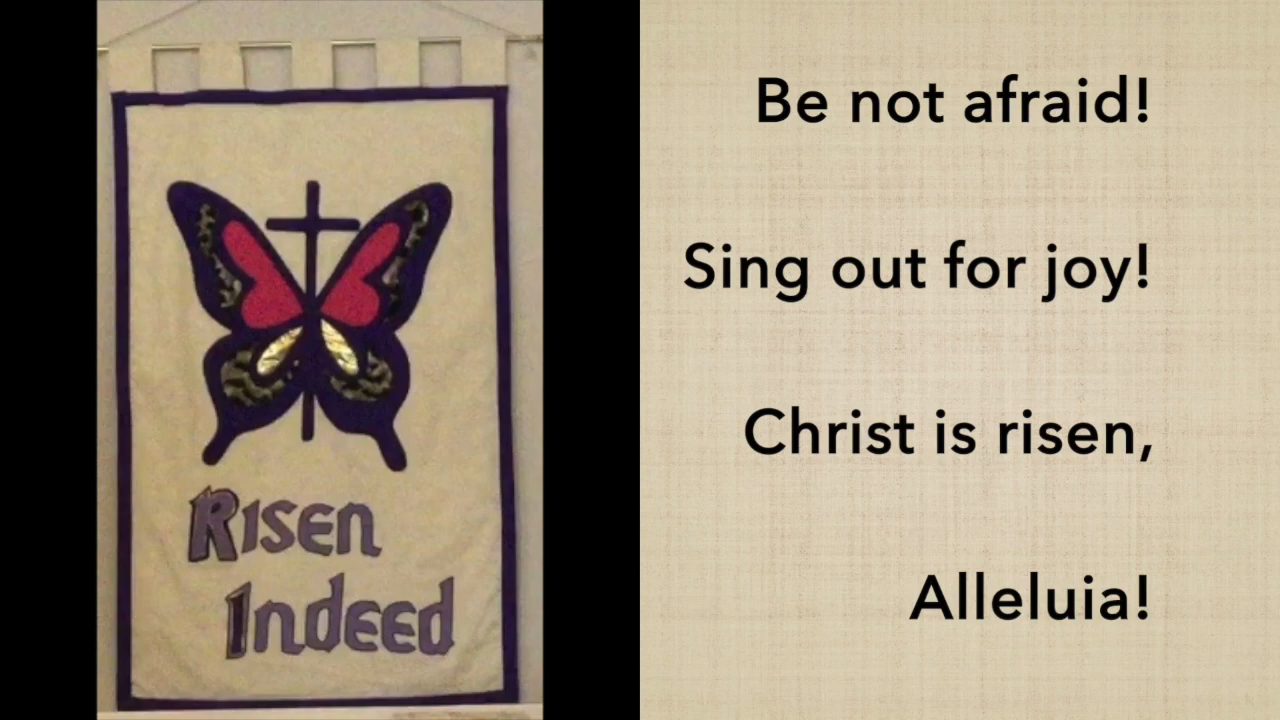 Risen
Indeed
Be not afraid!
Sing out for joy!
Christ is risen,
Alleluia!